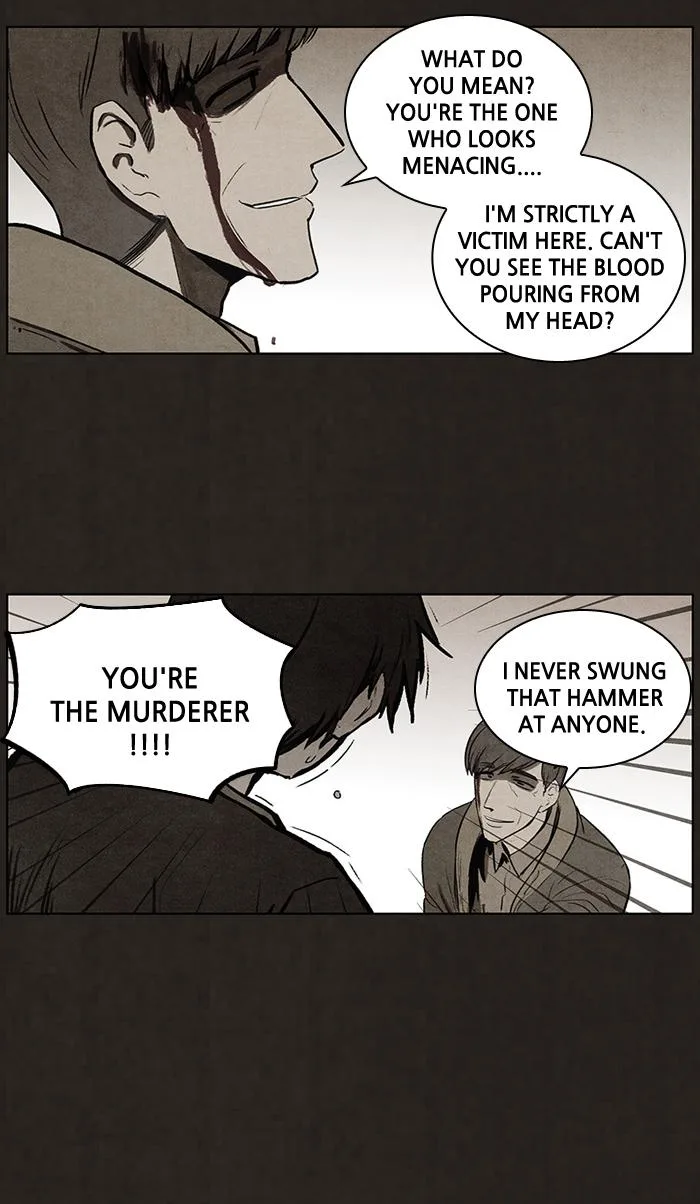 WHAT DO
YOU MEAN?
YOU'RE THE ONE
WHO LOOKS
MENACING....
I'M STRICTLY A
VICTIM HERE. CAN'T
YOU SEE THE BLOOD
POURING FROM
MY HEAD?
YOU'RE
THE MURDERER
!!!!
I NEVER SWUNG
THAT HAMMER
AT ANYONE.